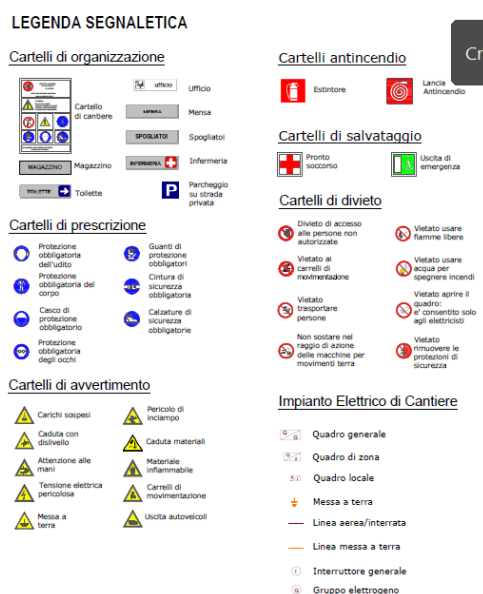 LEGENDA SEGNALETICA
Cartelli di organizzazione
Cartello
di cantiere
ufficio
Ufficio
MENSA
Mensa
SPOGLIATOI
Spogliatoi
MAGAZZINO
Magazzino
INFERMERIA
Infermeria
TOILETTE
Toilette
P
Parcheggio
su strada
privata
Cartelli di prescrizione
Protezione
obbligatoria
dell'udito
Guanti di
protezione
obbligatori
Protezione
obbligatoria del
corpo
Cintura di
sicurezza
obbligatoria
Casco di
protezione
obbligatorio
Calzature di
sicurezza
obbligatorie
Protezione
obbligatoria
degli occhi
Cartelli di avvertimento
Carichi sospesi
Pericolo di
inciampo
Caduta con
dislivello
Caduta materiali
Attenzione alle
mani
Materiale
infiammabile
Tensione elettrica
pericolosa
Carrelli di
movimentazione
Messa a
terra
Uscita autoveicoli
Cartelli antincendio
Estintore
Lancia
Antincendio
Cartelli di salvataggio
Pronto
soccorso
Uscita di
emergenza
Cartelli di divieto
Divieto di accesso
alle persone non
autorizzate
Vietato usare
fiamme libere
Vietato ai
carrelli di
movimentazione
Vietato usare
acqua per
spegnere incendi
Vietato
trasportare
persone
Vietato aprire il
quadro:
e' consentito solo
agli elettricisti
Non sostare nel
raggio di azione
delle macchine per
movimenti terra
Vietato
rimuovere le
protezioni di
sicurezza
Impianto Elettrico di Cantiere
Quadro generale
Quadro di zona
Quadro locale
Messa a terra
Linea aerea/interrata
Linea messa a terra
Interruttore generale
Gruppo elettrogeno
Cr